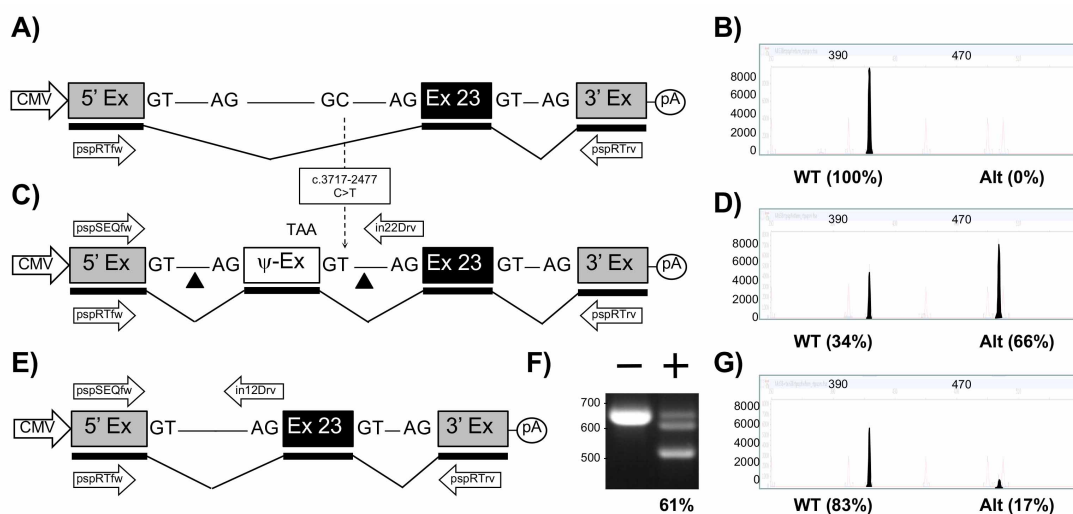 A)
CMV
5' Ex
GT
AG
GC
AG
Ex 23
GT
AG
3' Ex
pA
pspRTfw
pspRTrv
c.3717-2477
C>T
B)
390
470
8000
6000
4000
2000
0
WT (100%)
Alt (0%)
C)
pspSEQfw
TAA
in22Drv
CMV
5' Ex
GT
AG
ψ-Ex
GT
AG
Ex 23
GT
AG
3' Ex
pA
pspRTfw
pspRTrv
D)
390
470
8000
6000
4000
2000
0
WT (34%)
Alt (66%)
E)
pspSEQfw
in12Drv
CMV
5' Ex
GT
AG
Ex 23
GT
AG
3' Ex
pA
pspRTfw
pspRTrv
F)
− +
700
600
500
61%
G)
390
470
8000
6000
4000
2000
0
WT (83%)
Alt (17%)